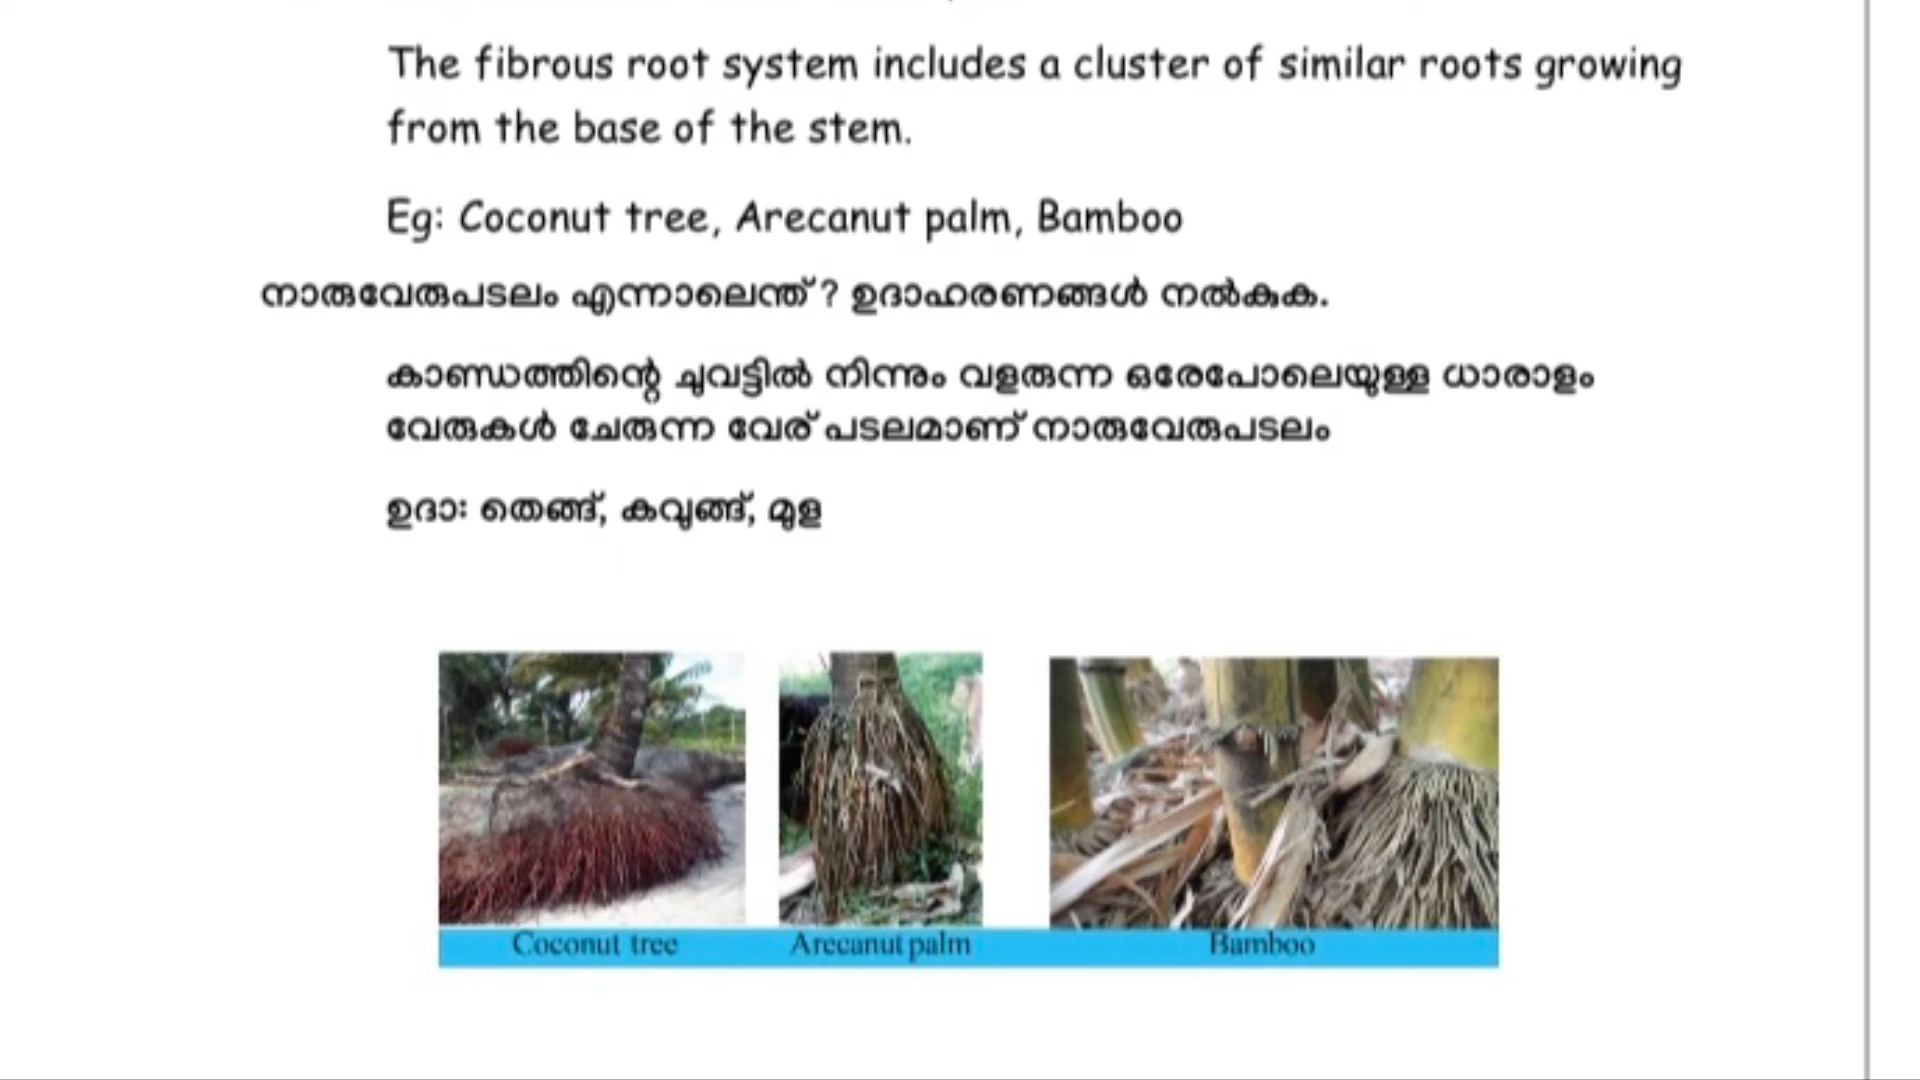 The fibrous root system includes a cluster of similar roots growing
from the base of the stem.
Eg: Coconut tree, Arecanut palm, Bamboo
നാരുവേരുപടലം എന്നാലെന്ത് ? ഉദാഹരണങ്ങൾ നൽകുക.
കാണ്ഡത്തിന്റെ ചുവട്ടിൽ നിന്നും വളരുന്ന ഒരേപോലെയുള്ള ധാരാളം
വേരുകൾ ചേരുന്ന വേര് പടലമാണ് നാരുവേരുപടലം
ഉദാ: തെങ്ങ്, കവുങ്ങ്, മുള
Coconut tree Arecanut palm Bamboo